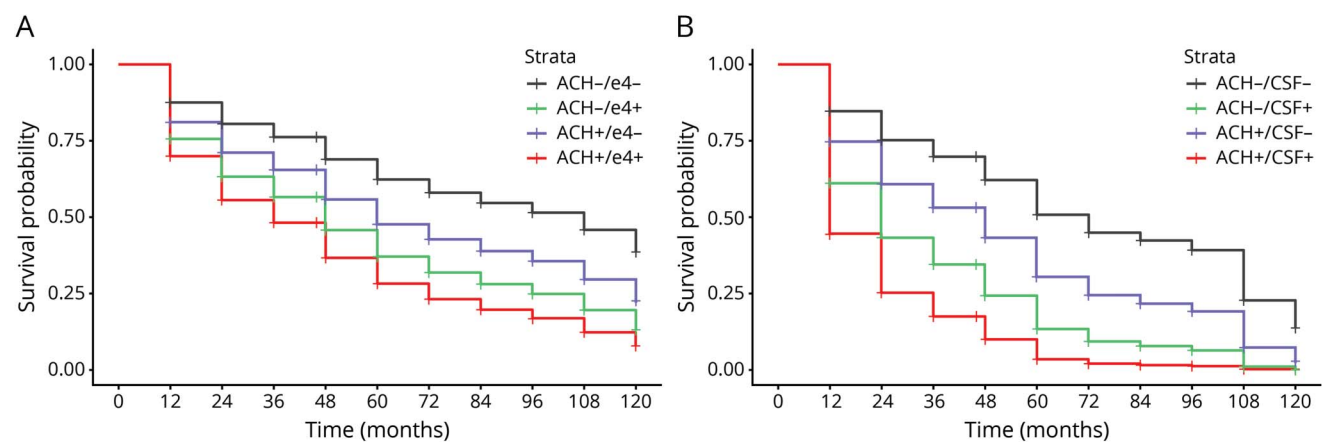 A
Survival probability
1.00
0.75
0.50
0.25
0.00
0 12 24 36 48 60 72 84 96 108 120
Time (months)
Strata
ACH–/e4–
ACH–/e4+
ACH+/e4–
ACH+/e4+
B
Survival probability
1.00
0.75
0.50
0.25
0.00
0 12 24 36 48 60 72 84 96 108 120
Time (months)
Strata
ACH–/CSF–
ACH–/CSF+
ACH+/CSF–
ACH+/CSF+